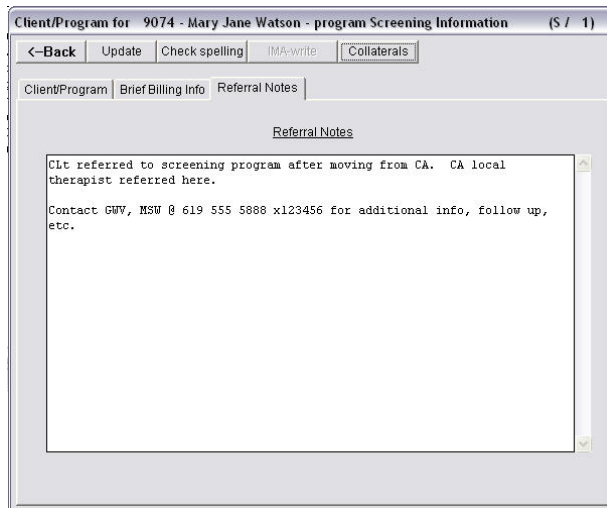 Client/Program for 9074 - Mary Jane Watson - program Screening Information (S / 1)
<--Back Update Check spelling IMA-write Collaterals
Client/Program Brief Billing Info Referral Notes
Referral Notes
CLt referred to screening program after moving from CA. CA local
therapist referred here.
Contact GWV, MSW @ 619 555 5888 x123456 for additional info, follow up,
etc.